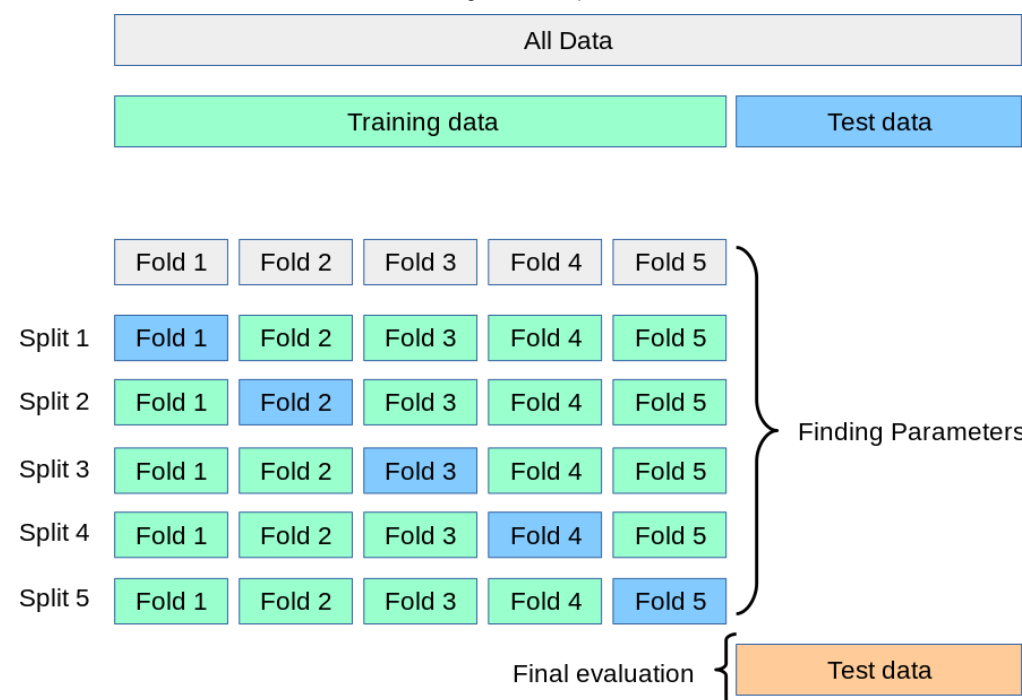 All Data
Training data Test data
Fold 1 Fold 2 Fold 3 Fold 4 Fold 5
Split 1 Fold 1 Fold 2 Fold 3 Fold 4 Fold 5
Split 2 Fold 1 Fold 2 Fold 3 Fold 4 Fold 5
Finding Parameters
Split 3 Fold 1 Fold 2 Fold 3 Fold 4 Fold 5
Split 4 Fold 1 Fold 2 Fold 3 Fold 4 Fold 5
Split 5 Fold 1 Fold 2 Fold 3 Fold 4 Fold 5
Final evaluation Test data